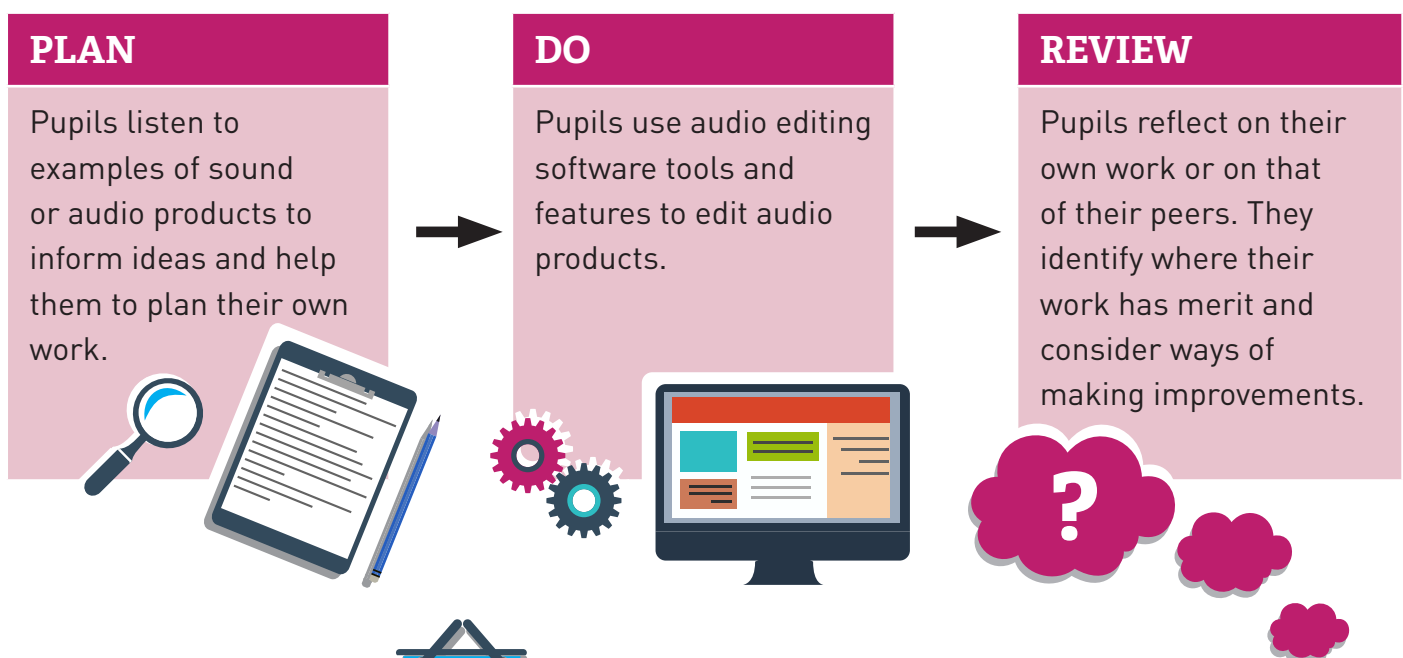 PLAN
Pupils listen to
examples of sound
or audio products to
inform ideas and help
them to plan their own
work.
DO
Pupils use audio editing
software tools and
features to edit audio
products.
REVIEW
Pupils reflect on their
own work or on that
of their peers. They
identify where their
work has merit and
consider ways of
making improvements.
?